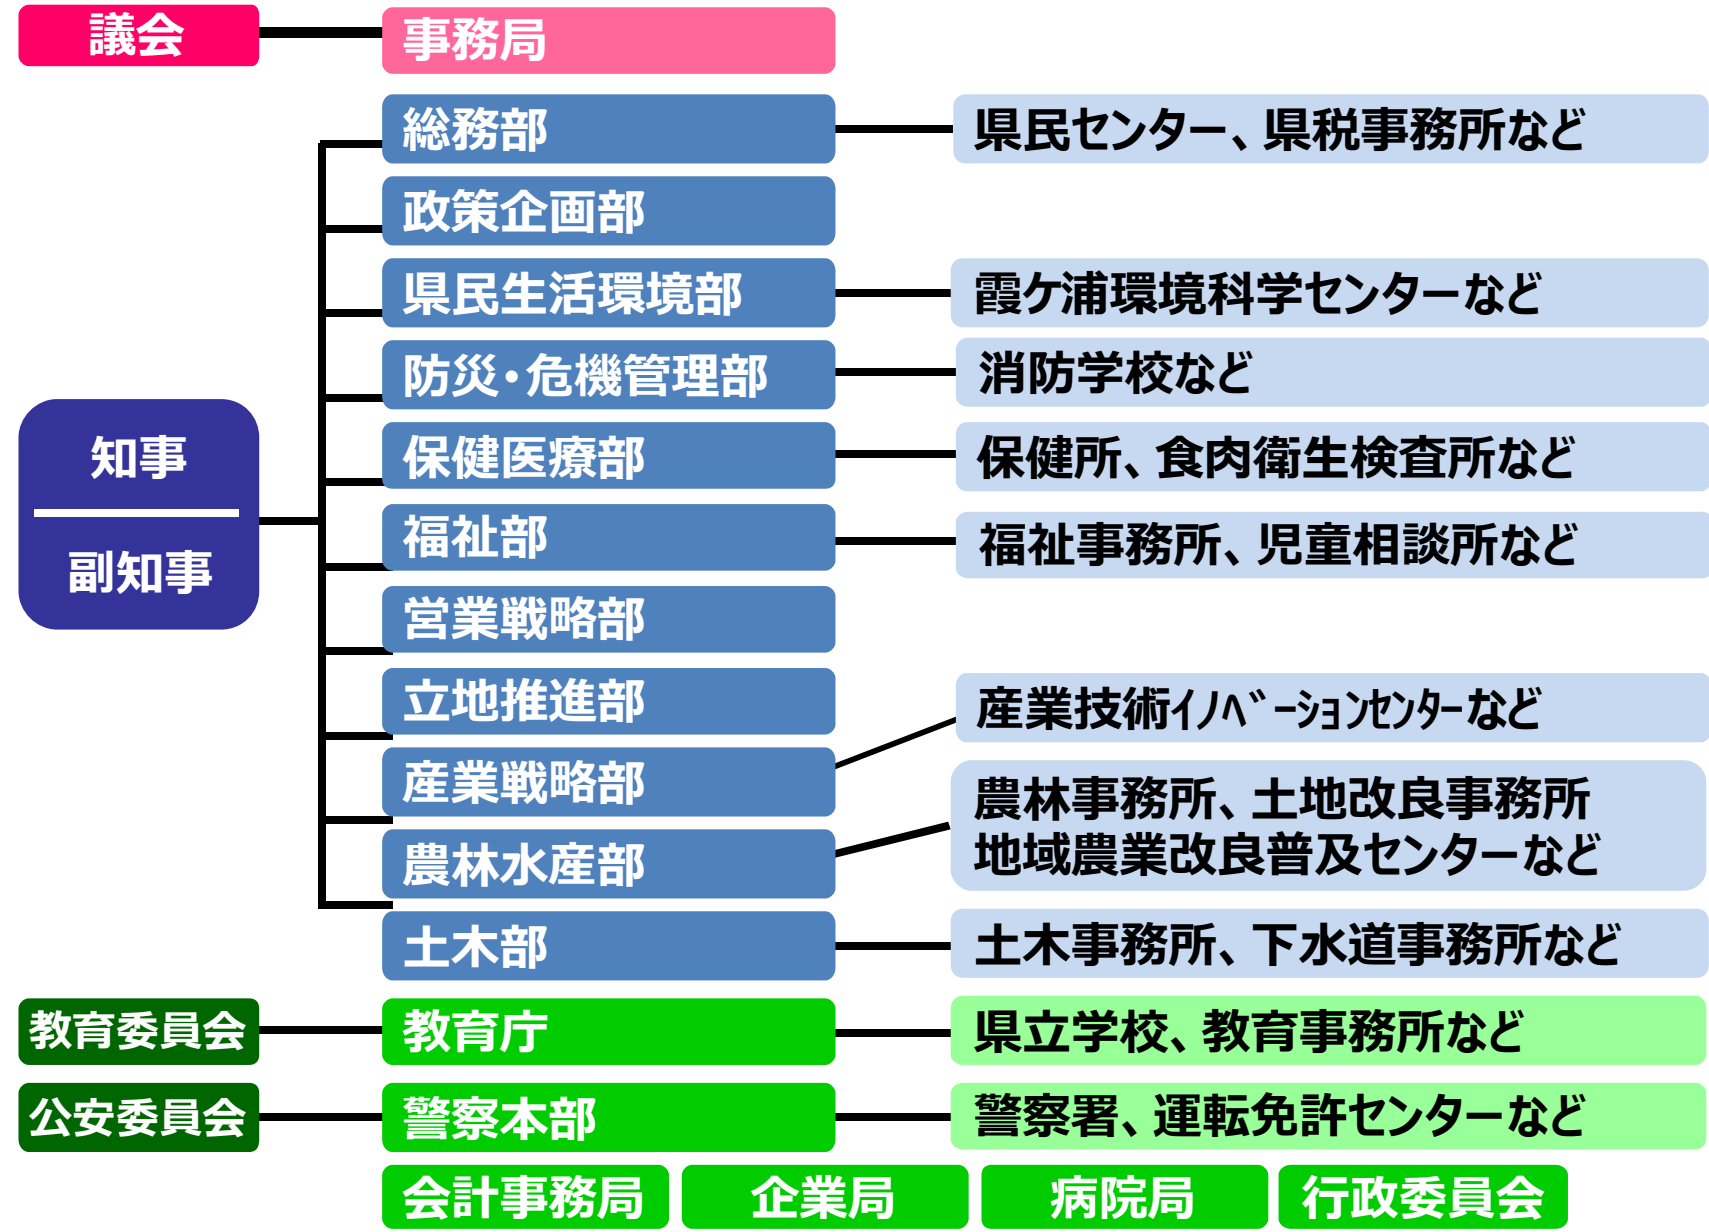 議会
事務局
総務部
県民センター、県税事務所など
政策企画部
県民生活環境部
霞ケ浦環境科学センターなど
防災・危機管理部
消防学校など
知事
副知事
保健医療部
保健所、食肉衛生検査所など
福祉部
福祉事務所、児童相談所など
営業戦略部
立地推進部
産業戦略部
産業技術ｲﾉﾍﾞｰｼｮﾝｾﾝﾀｰなど
農林水産部
農林事務所、土地改良事務所
地域農業改良普及センターなど
土木部
土木事務所、下水道事務所など
教育委員会
教育庁
県立学校、教育事務所など
公安委員会
警察本部
警察署、運転免許センターなど
会計事務局
企業局
病院局
行政委員会